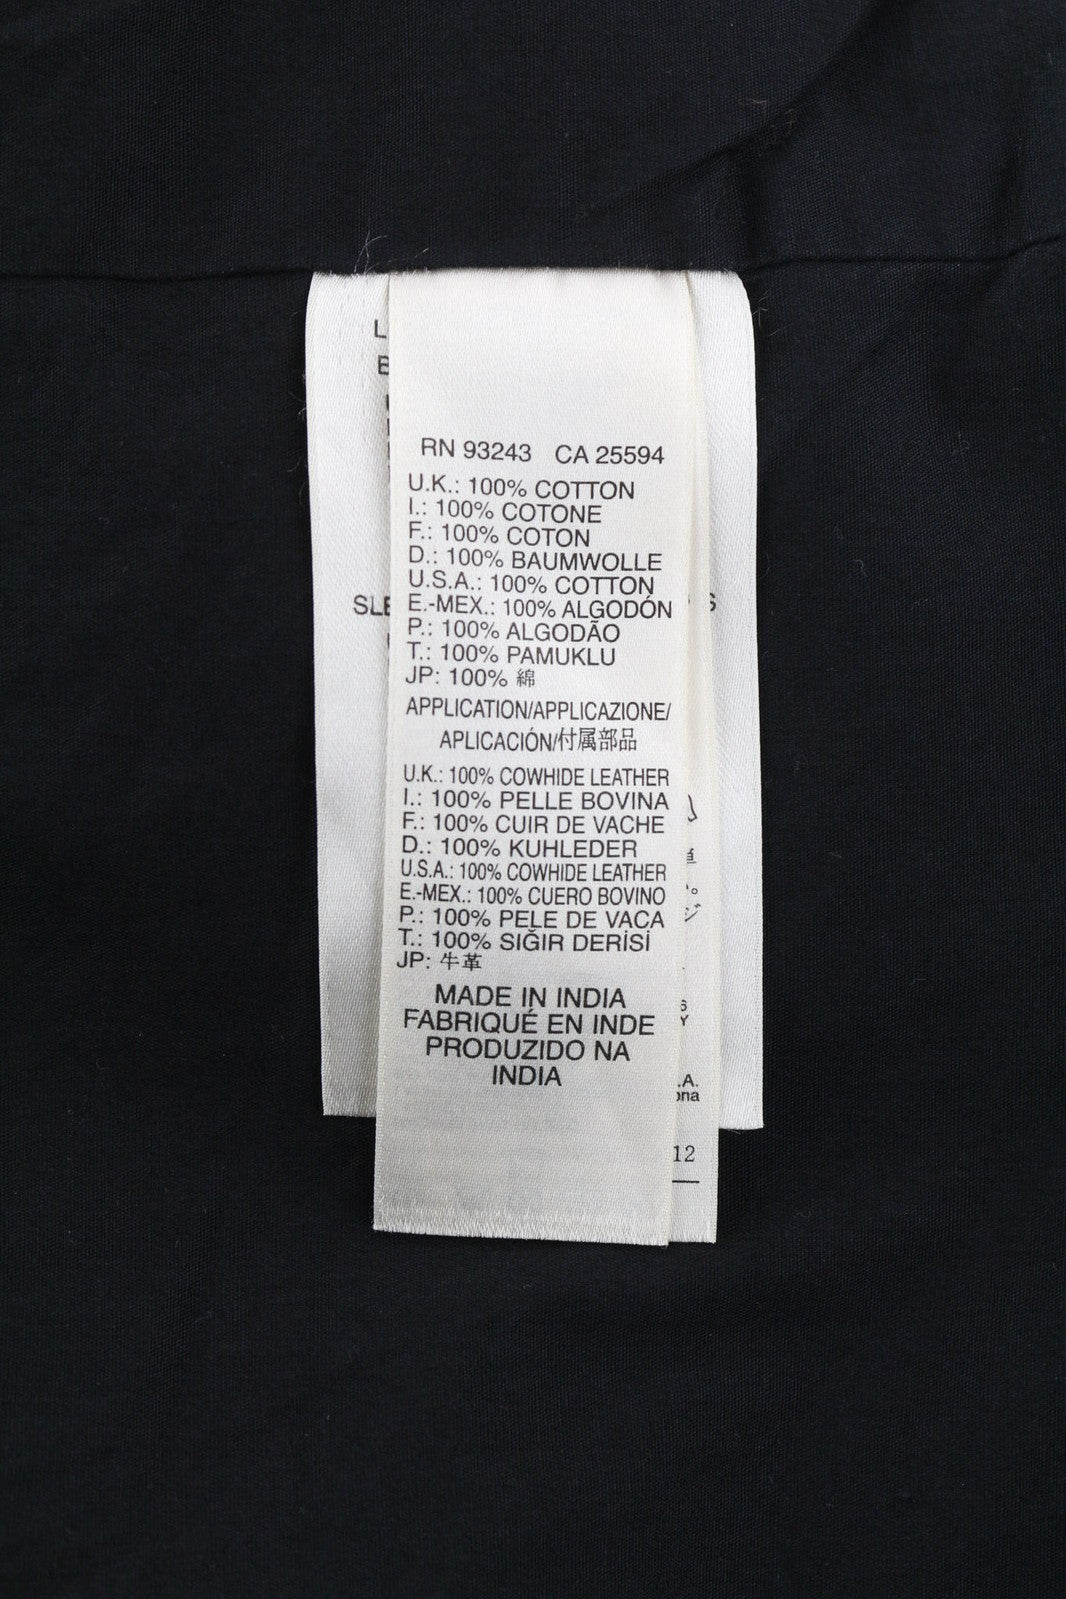 RN 93243 CA 25594
U.K.: 100% COTTON
I.: 100% COTONE
F.: 100% COTON
D.: 100% BAUMWOLLE
U.S.A.: 100% COTTON
E.-MEX.: 100% ALGODÓN
P.: 100% ALGODÃO
T.: 100% PAMUKLU
JP: 100% 綿
APPLICATION/APPLICAZIONE/
APLICACIÓN/付属部品
U.K.: 100% COWHIDE LEATHER
I.: 100% PELLE BOVINA
F.: 100% CUIR DE VACHE
D.: 100% KUHLEDER
U.S.A.: 100% COWHIDE LEATHER
E.-MEX.: 100% CUERO BOVINO
P.: 100% PELE DE VACA
T.: 100% SIĞIR DERİSİ
JP: 牛革
MADE IN INDIA
FABRIQUÉ EN INDE
PRODUZIDO NA
INDIA
12